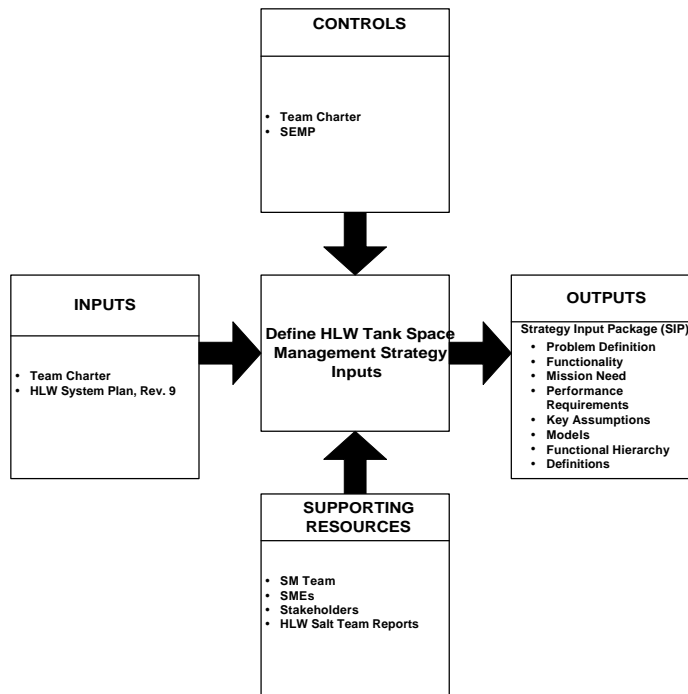 CONTROLS
• Team Charter
• SEMP
INPUTS
• Team Charter
• HLW System Plan, Rev. 9
Define HLW Tank Space
Management Strategy
Inputs
OUTPUTS
Strategy Input Package (SIP)
• Problem Definition
• Functionality
• Mission Need
• Performance
Requirements
• Key Assumptions
• Models
• Functional Hierarchy
• Definitions
SUPPORTING
RESOURCES
• SM Team
• SMEs
• Stakeholders
• HLW Salt Team Reports